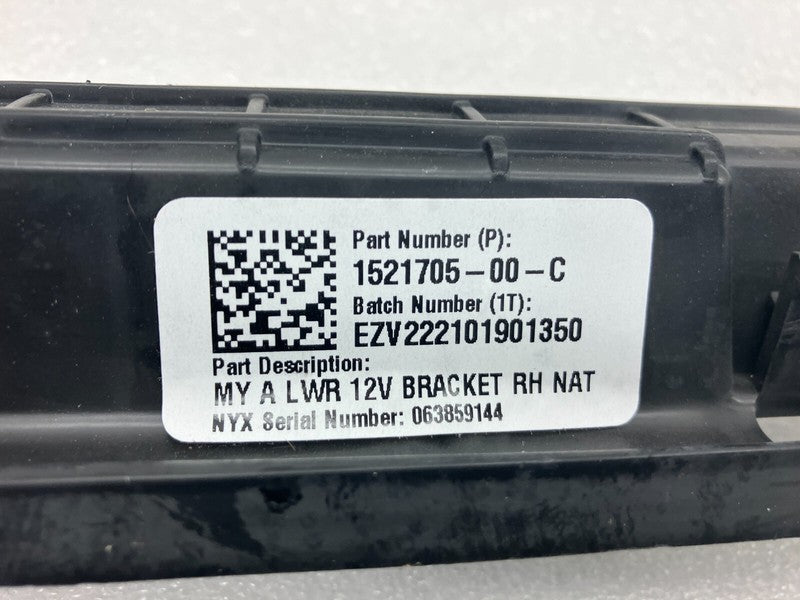 Part Number (P):
1521705-00-C
Batch Number (1T):
EZV222101901350
Part Description:
MY A LWR 12V BRACKET RH NAT
NYX Serial Number: 063859144